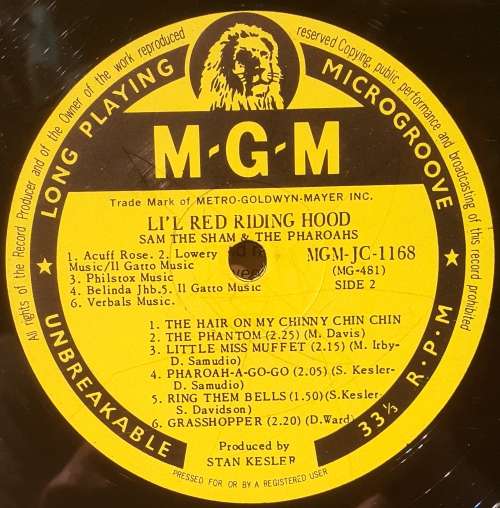 All rights of the Record Producer and of the Owner of the work reproduced
reserved Copying, public performance and broadcasting of this record prohibited
LONG PLAYING
MICROGROOVE
M-G-M
Trade Mark of METRO-GOLDWYN-MAYER INC.
LI'L RED RIDING HOOD
SAM THE SHAM & THE PHAROAHS
1. Acuff Rose. 2. Lowery
Music/Il Gatto Music
3. Philstox Music
4. Belinda Jhb.5. Il Gatto Music
6. Verbals Music.
MGM-JC-1168
(MG-481)
SIDE 2
1. THE HAIR ON MY CHINNY CHIN CHIN
2. THE PHANTOM (2.25) (M. Davis)
3. LITTLE MISS MUFFET (2.15) (M. Irby-
D. Samudio)
4. PHAROAH-A-GO-GO (2.05) (S. Kesler-
D. Samudio)
5. RING THEM BELLS (1.50) (S.Kesler-
S. Davidson)
6. GRASSHOPPER (2.20) (D.Ward)
Produced by
STAN KESLER
UNBREAKABLE
33⅓ R.P.M
PRESSED FOR OR BY A REGISTERED USER